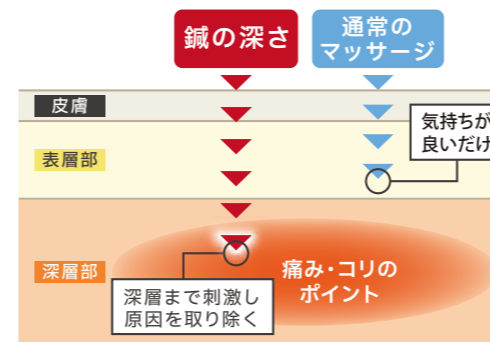 鍼の深さ
通常の
マッサージ
皮膚
気持ちが
良いだけ
表層部
深層部
痛み・コリの
ポイント
深層まで刺激し
原因を取り除く